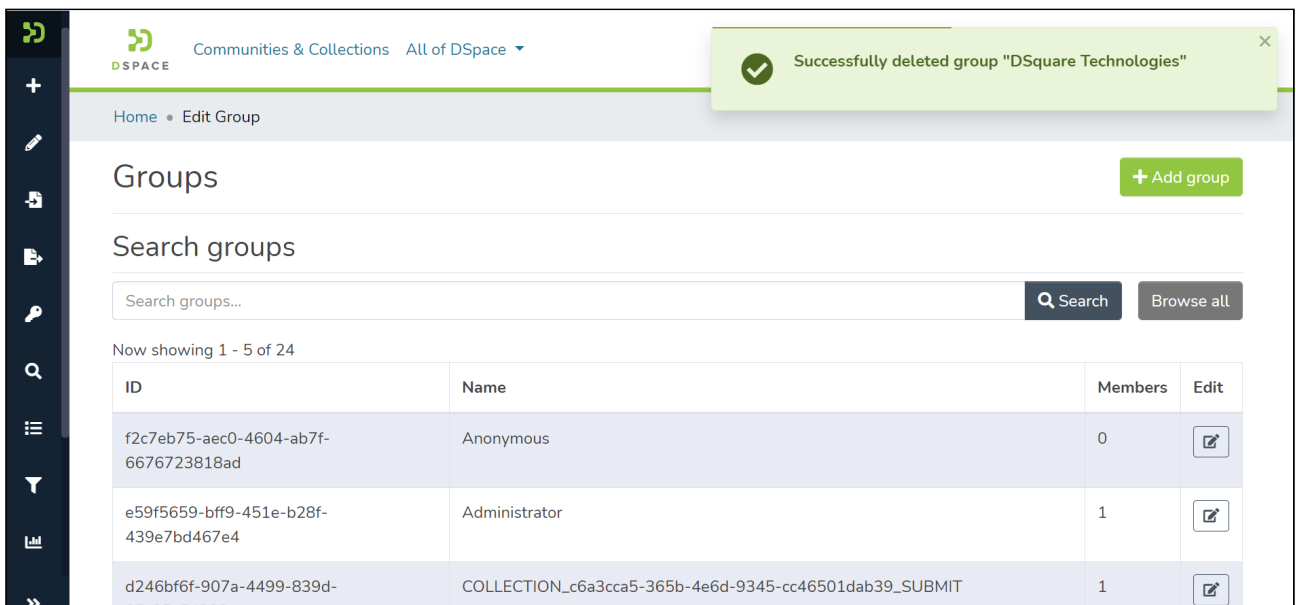 DSPACE
Communities & Collections All of DSpace
Successfully deleted group "DSquare Technologies"
×
Home • Edit Group
Groups
+ Add group
Search groups
Search groups...
Search
Browse all
Now showing 1 - 5 of 24
ID Name Members Edit
f2c7eb75-aec0-4604-ab7f- Anonymous 0
6676723818ad
e59f5659-bff9-451e-b28f- Administrator 1
439e7bd467e4
d246bf6f-907a-4499-839d- COLLECTION_c6a3cca5-365b-4e6d-9345-cc46501dab39_SUBMIT 1